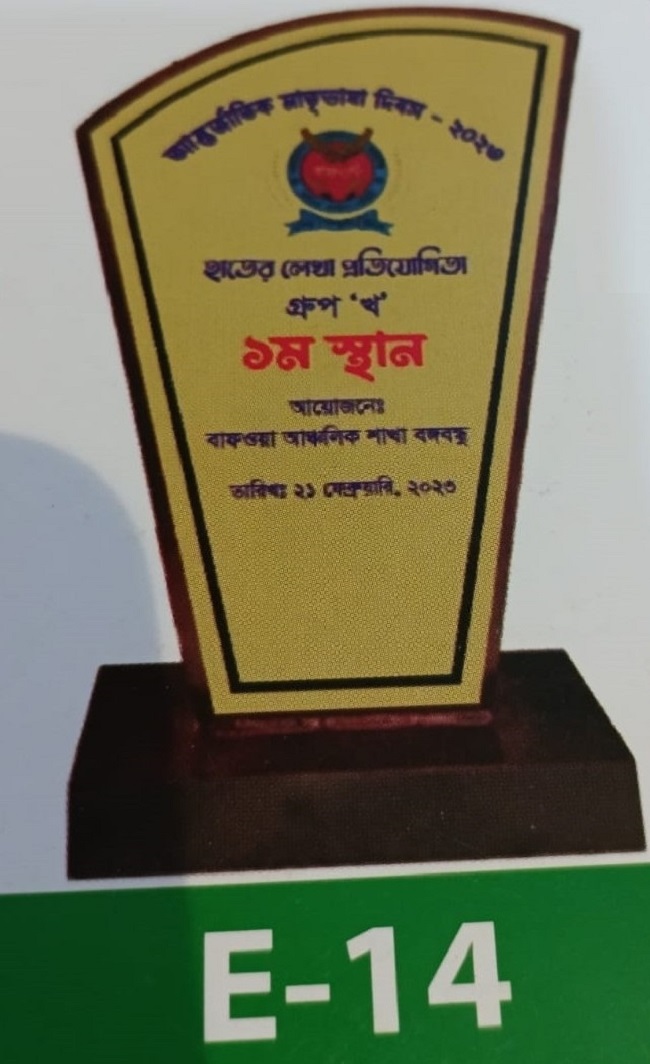 আন্তর্জাতিক মাতৃভাষা দিবস - ২০২৩
হাতের লেখা প্রতিযোগিতা
গ্রুপ ‘খ’
১ম স্থান
আয়োজনেঃ
বাফওয়া আঞ্চলিক শাখা বঙ্গবন্ধু
তারিখঃ ২১ ফেব্রুয়ারি, ২০২৩
E-14